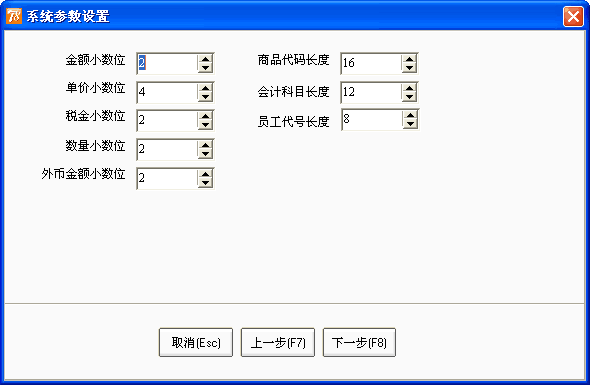 系统参数设置
金额小数位 2
单价小数位 4
税金小数位 2
数量小数位 2
外币金额小数位 2
商品代码长度 16
会计科目长度 12
员工代号长度 8
取消(Esc) 上一步(F7) 下一步(F8)